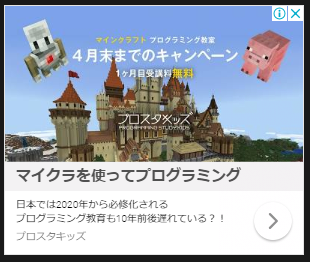 マインクラフト プログラミング教室
4月末までのキャンペーン
1ヶ月目受講料無料
プロスタキッズ
PROGRAMMING STUDY KIDS
マイクラを使ってプログラミング
日本では2020年から必修化される
プログラミング教育も10年前後遅れている?!
プロスタキッズ